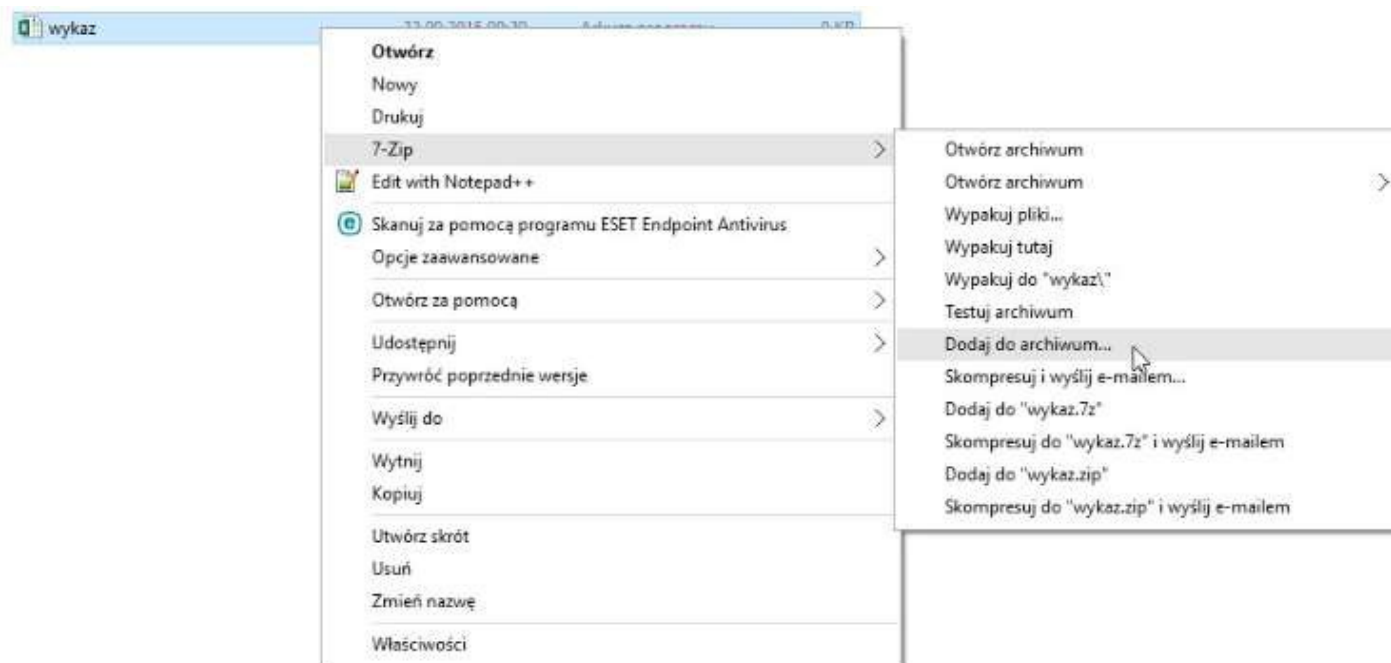 wykaz
Otwórz
Nowy
Drukuj
7-Zip
Edit with Notepad++
Skanuj za pomocą programu ESET Endpoint Antivirus
Opcje zaawansowane
Otwórz za pomocą
Udostępnij
Przywróć poprzednie wersje
Wyślij do
Wytnij
Kopiuj
Utwórz skrót
Usuń
Zmień nazwę
Właściwości
Otwórz archiwum
Otwórz archiwum
Wypakuj pliki...
Wypakuj tutaj
Wypakuj do "wykaz\"
Testuj archiwum
Dodaj do archiwum...
Skompresuj i wyślij e-mailem...
Dodaj do "wykaz.7z"
Skompresuj do "wykaz.7z" i wyślij e-mailem
Dodaj do "wykaz.zip"
Skompresuj do "wykaz.zip" i wyślij e-mailem